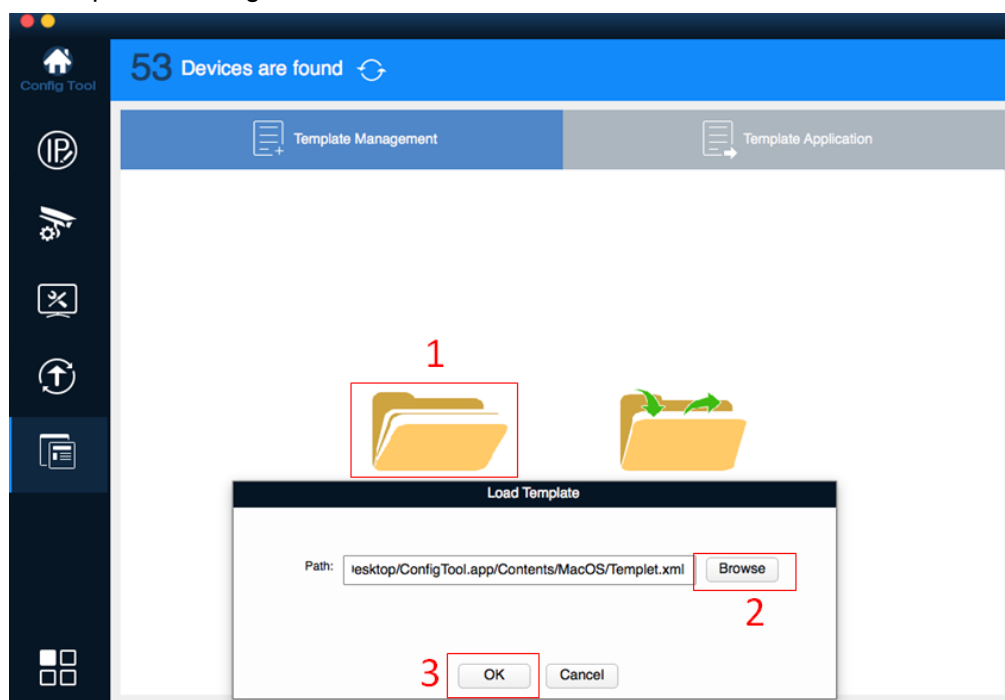 Config Tool
53 Devices are found
IP
Template Management
Template Application
1
Load Template
Path:
esktop/ConfigTool.app/Contents/MacOS/Templet.xml
Browse
2
3
OK
Cancel